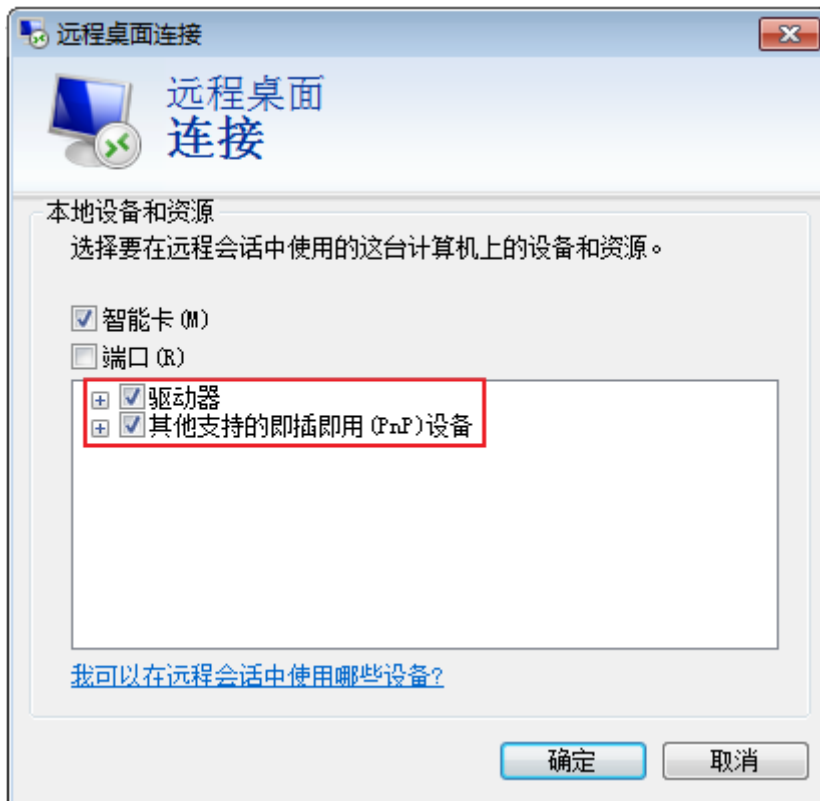 远程桌面连接
远程桌面
连接
本地设备和资源
选择要在远程会话中使用的这台计算机上的设备和资源。
智能卡(M)
端口(R)
驱动器
其他支持的即插即用(PnP)设备
我可以在远程会话中使用哪些设备?
确定
取消